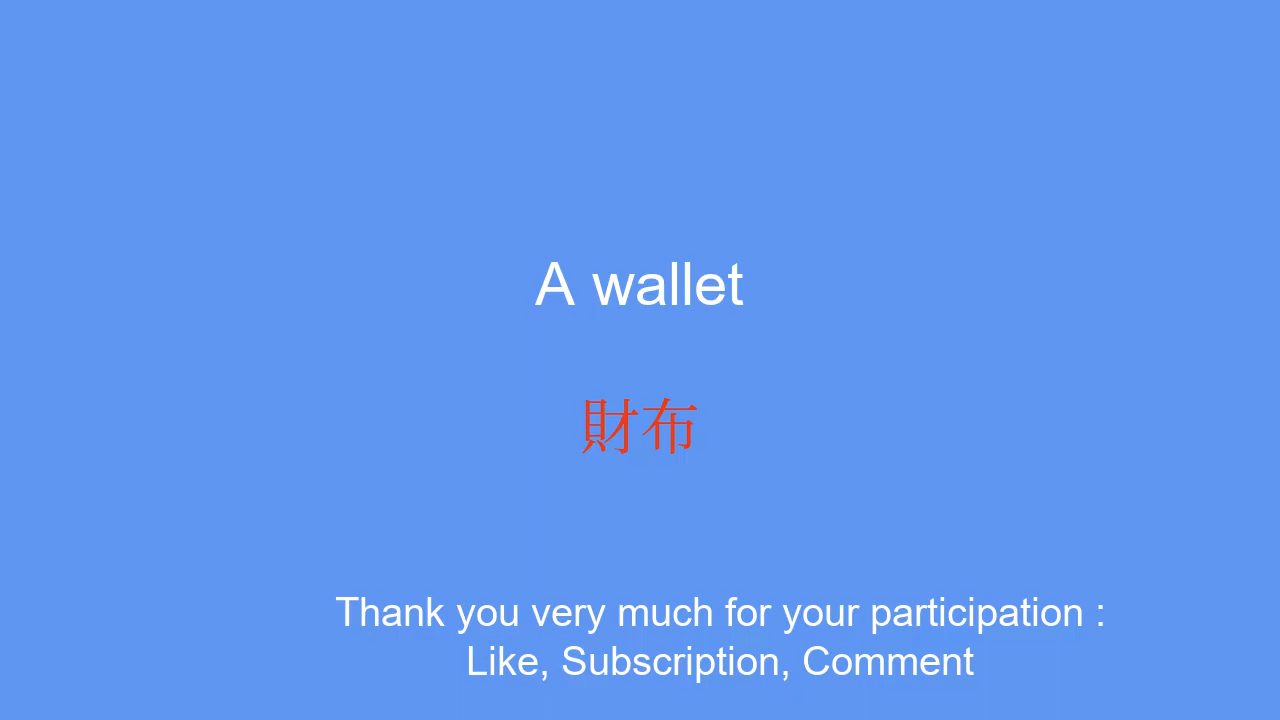 A wallet
財布
Thank you very much for your participation :
Like, Subscription, Comment